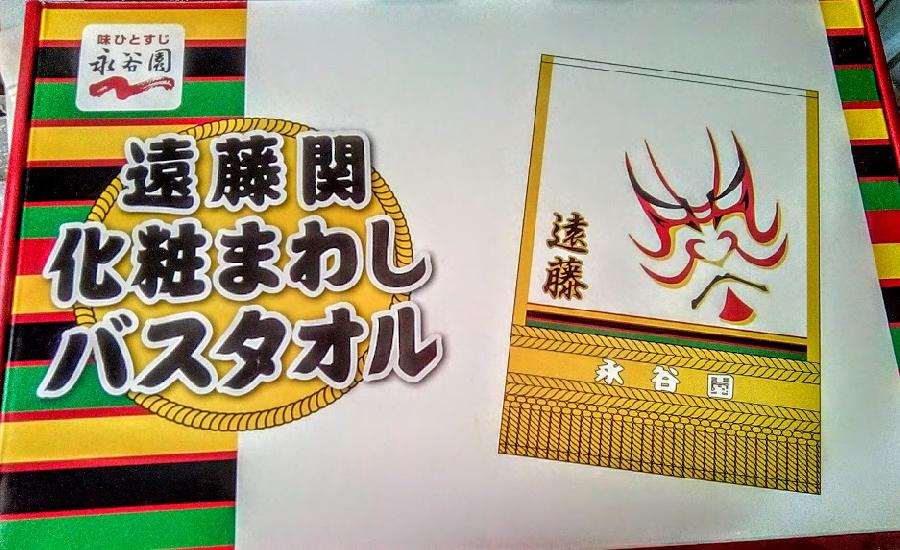 味ひとすじ
永谷園
遠藤関
化粧まわし
バスタオル
遠藤
永谷園